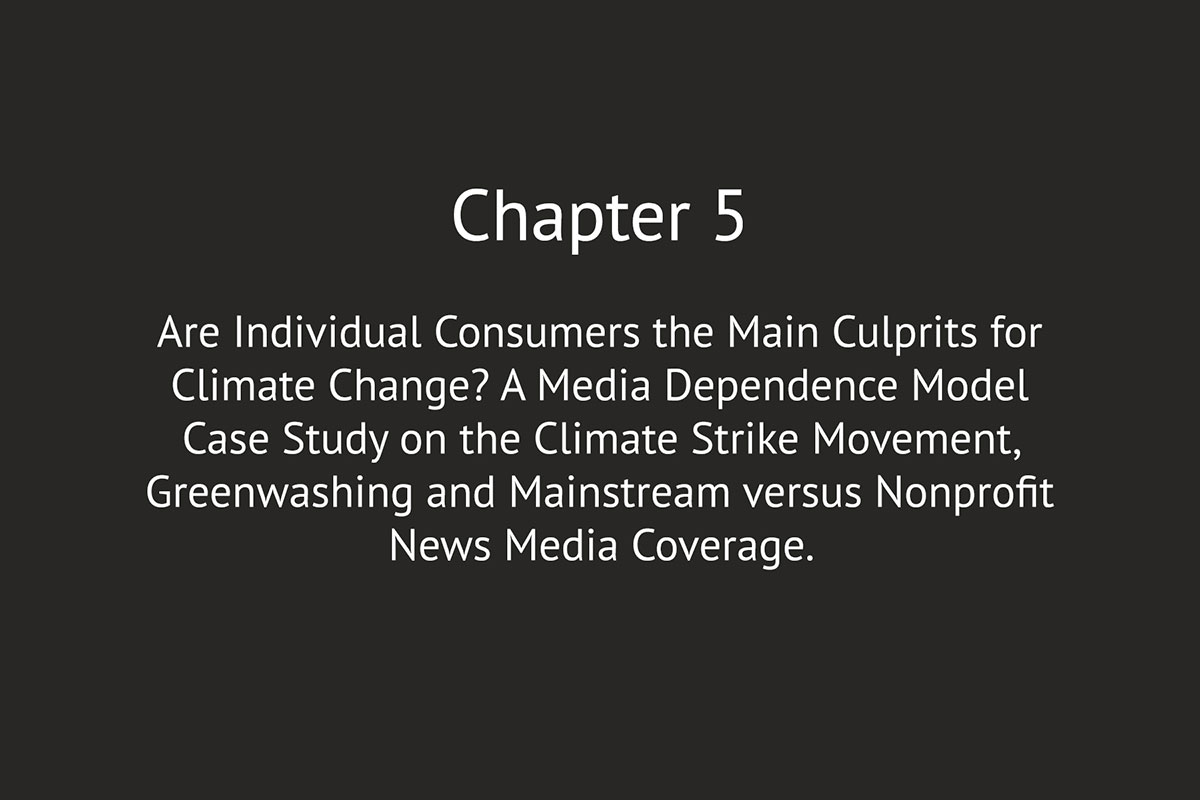 Chapter 5
Are Individual Consumers the Main Culprits for
Climate Change? A Media Dependence Model
Case Study on the Climate Strike Movement,
Greenwashing and Mainstream versus Nonprofit
News Media Coverage.